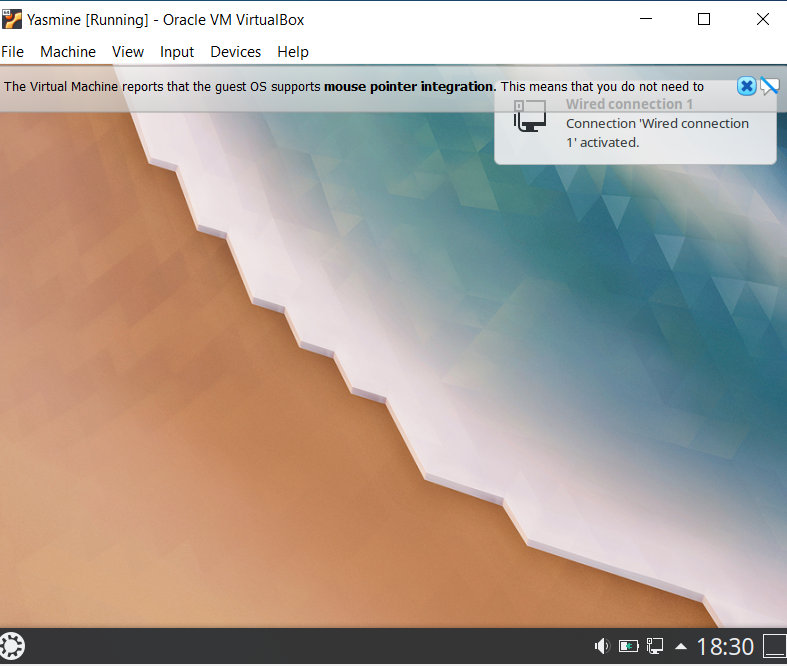 Yasmine [Running] - Oracle VM VirtualBox
File Machine View Input Devices Help
The Virtual Machine reports that the guest OS supports mouse pointer integration. This means that you do not need to
Wired connection 1
Connection 'Wired connection
1' activated.
18:30